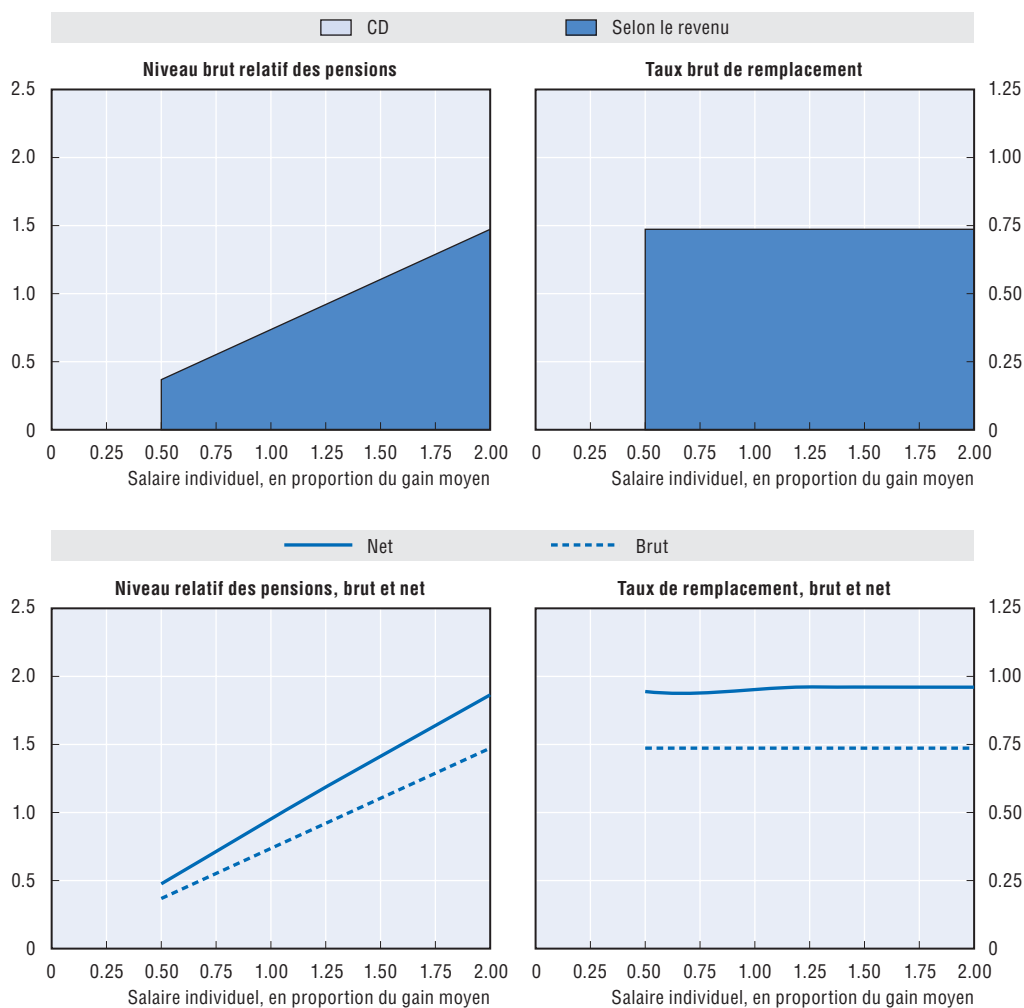 CD Selon le revenu
Niveau brut relatif des pensions
Taux brut de remplacement
2.5 1.25
2.0 1.00
1.5 0.75
1.0 0.50
0.5 0.25
0 0
0 0.25 0.50 0.75 1.00 1.25 1.50 1.75 2.00
0 0.25 0.50 0.75 1.00 1.25 1.50 1.75 2.00
Salaire individuel, en proportion du gain moyen
Salaire individuel, en proportion du gain moyen
Net Brut
Niveau relatif des pensions, brut et net
Taux de remplacement, brut et net
2.5 1.25
2.0 1.00
1.5 0.75
1.0 0.50
0.5 0.25
0 0
0 0.25 0.50 0.75 1.00 1.25 1.50 1.75 2.00
0 0.25 0.50 0.75 1.00 1.25 1.50 1.75 2.00
Salaire individuel, en proportion du gain moyen
Salaire individuel, en proportion du gain moyen